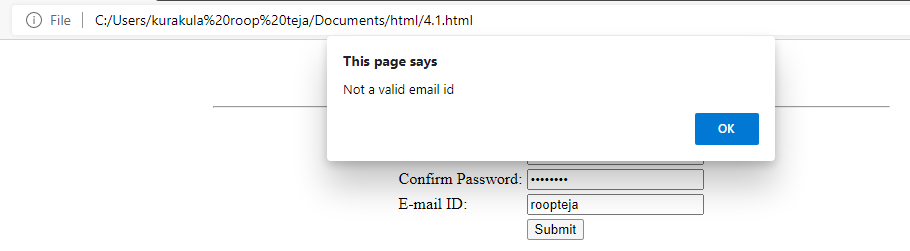 File C:/Users/kurakula%20roop%20teja/Documents/html/4.1.html
This page says
Not a valid email id
OK
Confirm Password: ••••••••
E-mail ID: roopteja
Submit